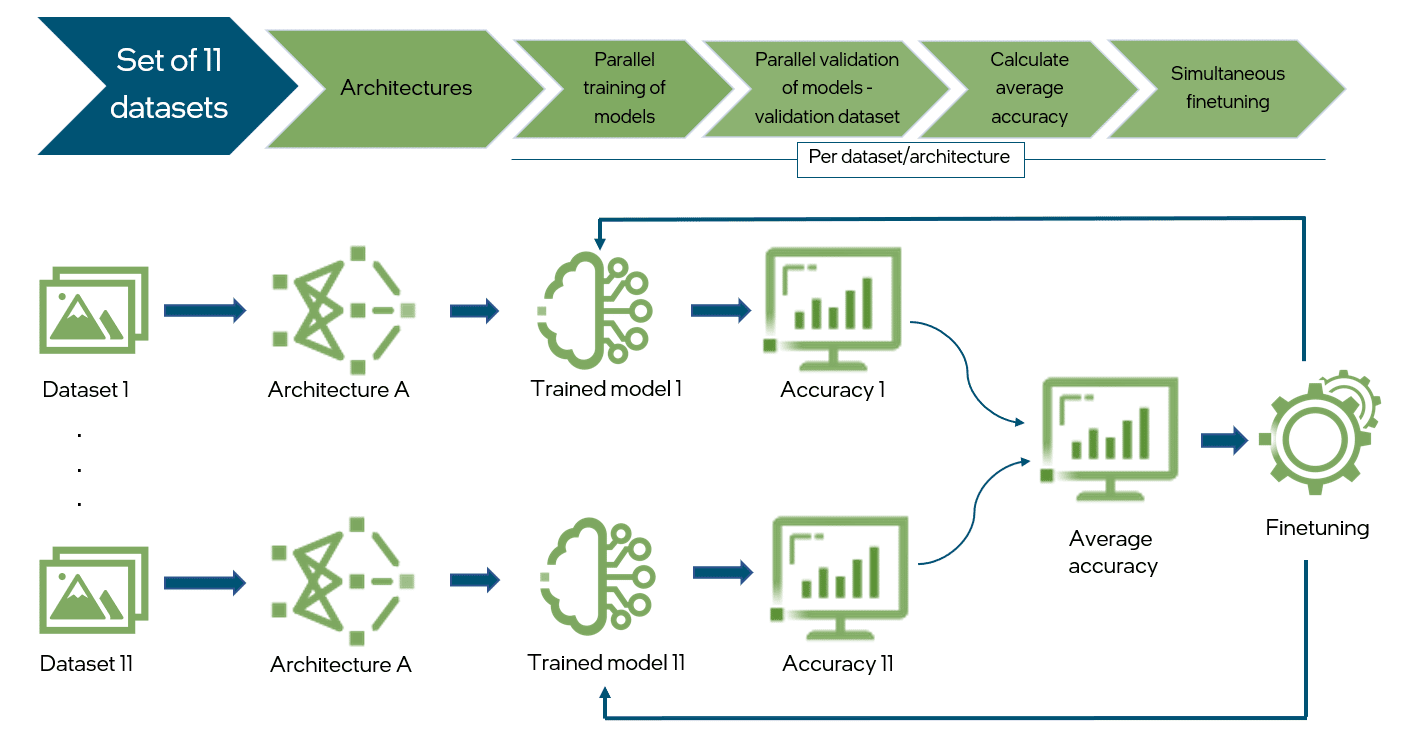 Set of 11
datasets
Architectures
Parallel
training of
models
Parallel validation
of models -
validation dataset
Calculate
average
accuracy
Simultaneous
finetuning
Per dataset/architecture
Dataset 1
Architecture A
Trained model 1
Accuracy 1
.
.
.
Average
accuracy
Finetuning
Dataset 11
Architecture A
Trained model 11
Accuracy 11